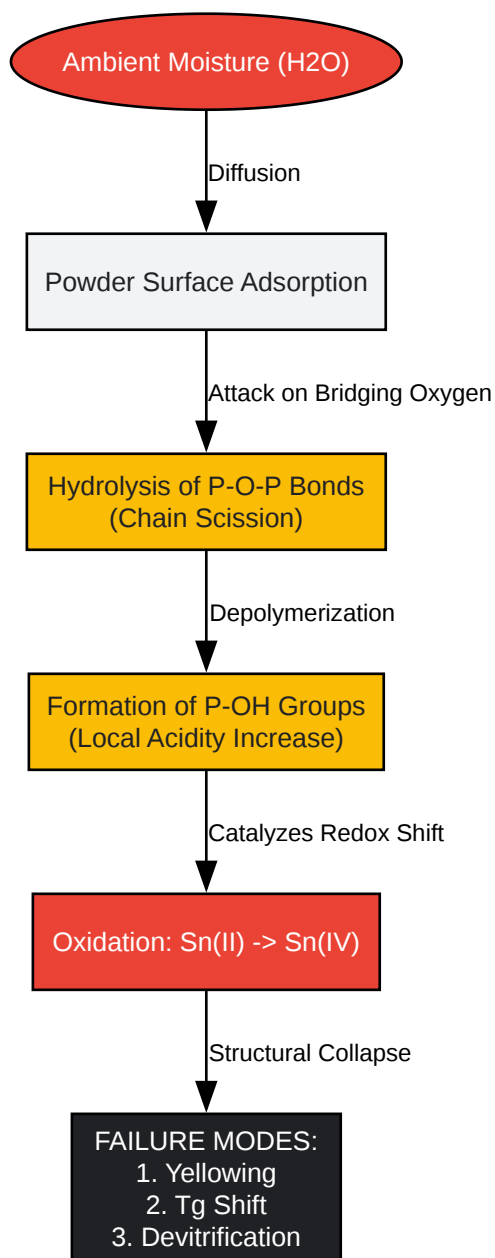 Ambient Moisture (H2O)
Diffusion
Powder Surface Adsorption
Attack on Bridging Oxygen
Hydrolysis of P-O-P Bonds
(Chain Scission)
Depolymerization
Formation of P-OH Groups
(Local Acidity Increase)
Catalyzes Redox Shift
Oxidation: Sn(II) -> Sn(IV)
Structural Collapse
FAILURE MODES:
1. Yellowing
2. Tg Shift
3. Devitrification